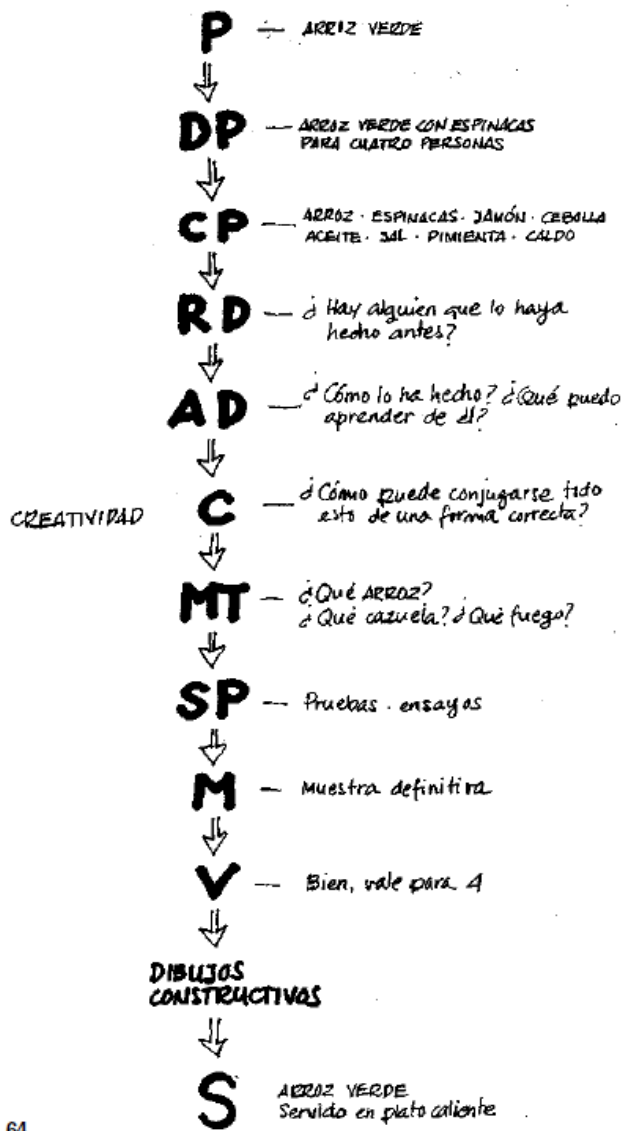 P — ARRIZ VERDE
DP — ARROZ VERDE CON ESPINACAS
PARA CUATRO PERSONAS
CP — ARROZ · ESPINACAS · JAMÓN · CEBOLLA
ACEITE · SAL · PIMIENTA · CALDO
RD — ¿Hay alguien que lo haya
hecho antes?
AD — ¿Cómo lo ha hecho? ¿Qué puedo
aprender de él?
CREATIVIDAD C — ¿Cómo puede conjugarse todo
esto de una forma correcta?
MT — ¿Qué ARROZ?
¿Qué cazuela? ¿Qué fuego?
SP — Pruebas · ensayos
M — Muestra definitiva
V — Bien, vale para 4
DIBUJOS
CONSTRUCTIVOS
S ARROZ VERDE
Servido en plato caliente
64